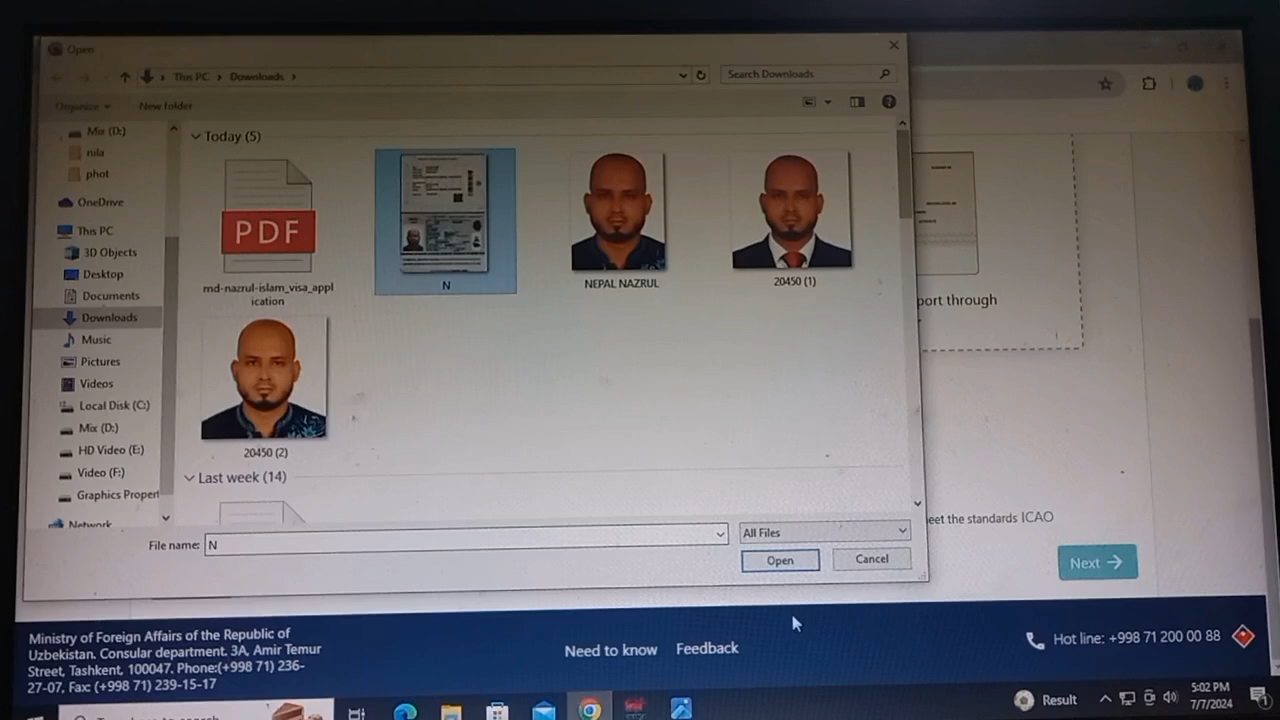 Open
This PC > Downloads >
Search Downloads
Organize
New folder
Mix (D:)
rula
phot
OneDrive
This PC
3D Objects
Desktop
Documents
Downloads
Music
Pictures
Videos
Local Disk (C:)
Mix (D:)
HD Video (E:)
Video (F:)
Graphics Propert
Network
Today (5)
PDF
md-nazrul-islam_visa_appl
ication
N
NEPAL NAZRUL
20450 (1)
20450 (2)
Last week (14)
File name: N
All Files
Open
Cancel
port through
eet the standards ICAO
Next →
Ministry of Foreign Affairs of the Republic of
Uzbekistan. Consular department. 3A, Amir Temur
Street, Tashkent, 100047. Phone:(+998 71) 236-
27-07, Fax: (+998 71) 239-15-17
Need to know
Feedback
Hot line: +998 71 200 00 88
Result
5:02 PM
7/7/2024